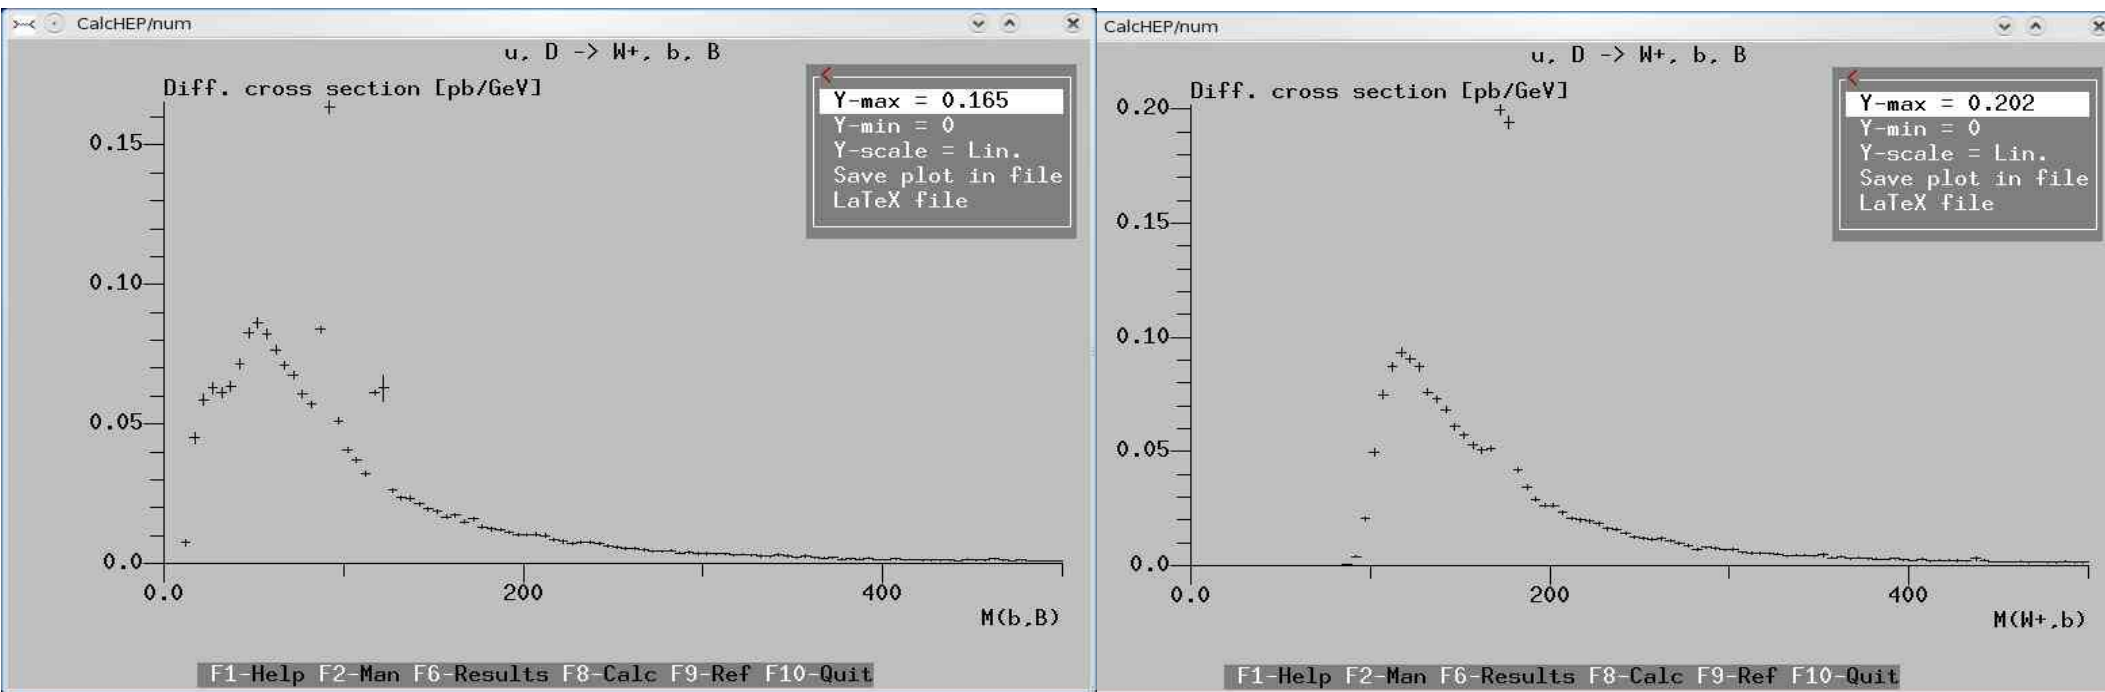 CalcHEP/num
u, D -> W+, b, B
Diff. cross section [pb/GeV]
Y-max = 0.165
Y-min = 0
Y-scale = Lin.
Save plot in file
LaTeX file
0.15
0.10
0.05
0.0
0.0 200 400
M(b,B)
F1-Help F2-Man F6-Results F8-Calc F9-Ref F10-Quit
CalcHEP/num
u, D -> W+, b, B
Diff. cross section [pb/GeV]
Y-max = 0.202
Y-min = 0
Y-scale = Lin.
Save plot in file
LaTeX file
0.20
0.15
0.10
0.05
0.0
0.0 200 400
M(W+,b)
F1-Help F2-Man F6-Results F8-Calc F9-Ref F10-Quit